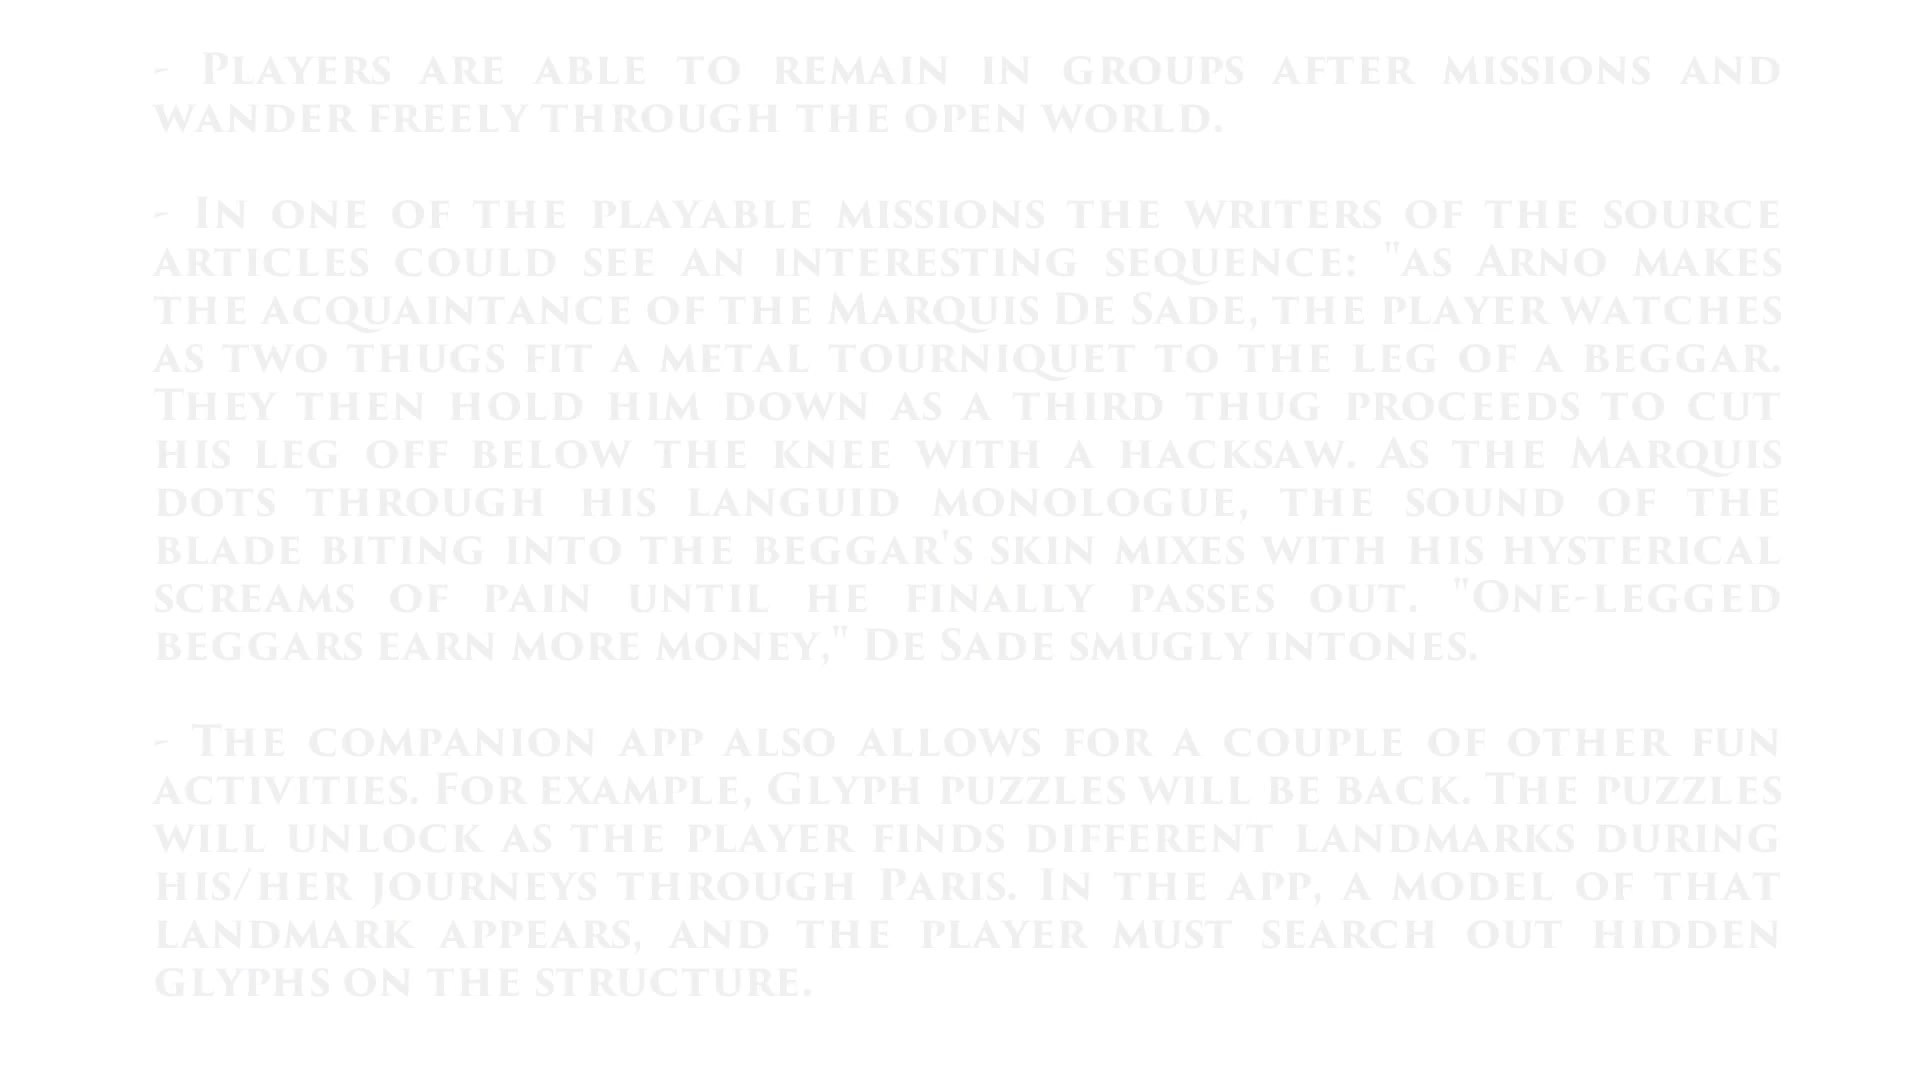 - Players are able to remain in groups after missions and
wander freely through the open world.
- In one of the playable missions the writers of the source
articles could see an interesting sequence: "as Arno makes
the acquaintance of the Marquis De Sade, the player watches
as two thugs fit a metal tourniquet to the leg of a beggar.
They then hold him down as a third thug proceeds to cut
his leg off below the knee with a hacksaw. As the Marquis
dots through his languid monologue, the sound of the
blade biting into the beggar's skin mixes with his hysterical
screams of pain until he finally passes out. "One-legged
beggars earn more money," De Sade smugly intones.
- The companion app also allows for a couple of other fun
activities. For example, Glyph puzzles will be back. The puzzles
will unlock as the player finds different landmarks during
his/her journeys through Paris. In the app, a model of that
landmark appears, and the player must search out hidden
glyphs on the structure.